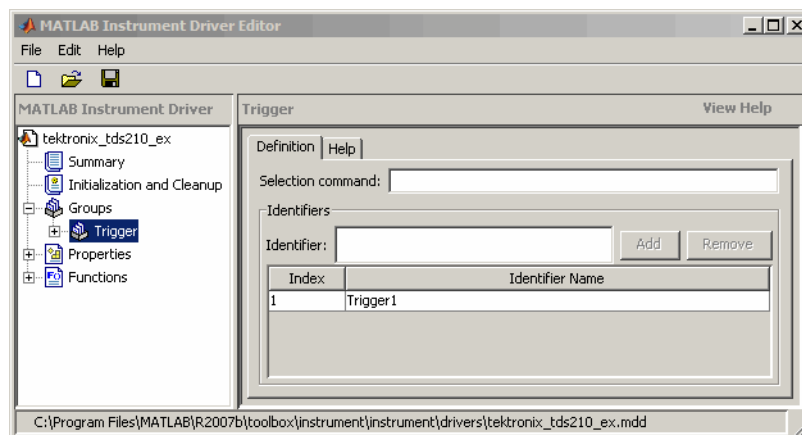 MATLAB Instrument Driver Editor
File Edit Help
MATLAB Instrument Driver
Trigger
View Help
tektronix_tds210_ex
Summary
Initialization and Cleanup
Groups
Trigger
Properties
Functions
Definition Help
Selection command:
Identifiers
Identifier:
Add Remove
Index Identifier Name
1 Trigger1
C:\Program Files\MATLAB\R2007b\toolbox\instrument\instrument\drivers\tektronix_tds210_ex.mdd